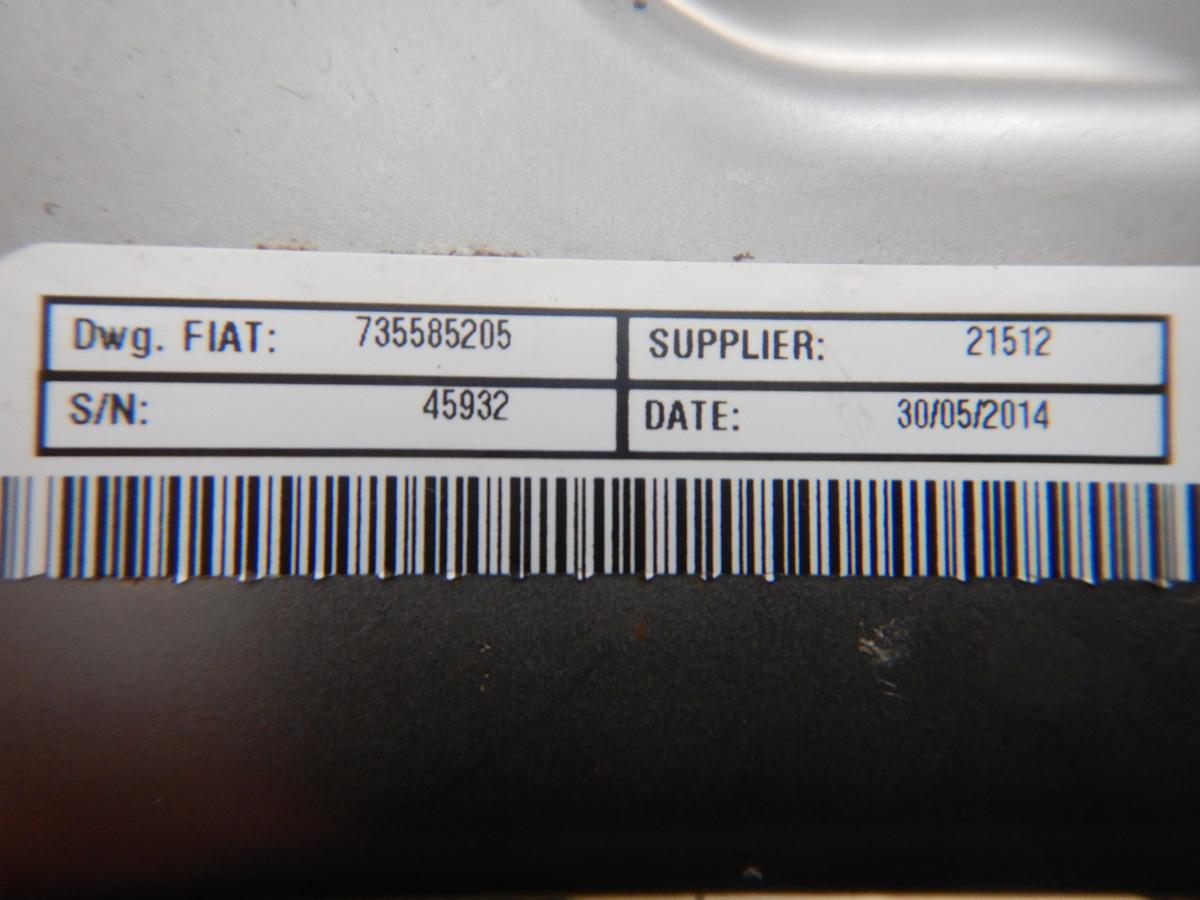 Dwg. FIAT: 735585205 SUPPLIER: 21512
S/N: 45932 DATE: 30/05/2014